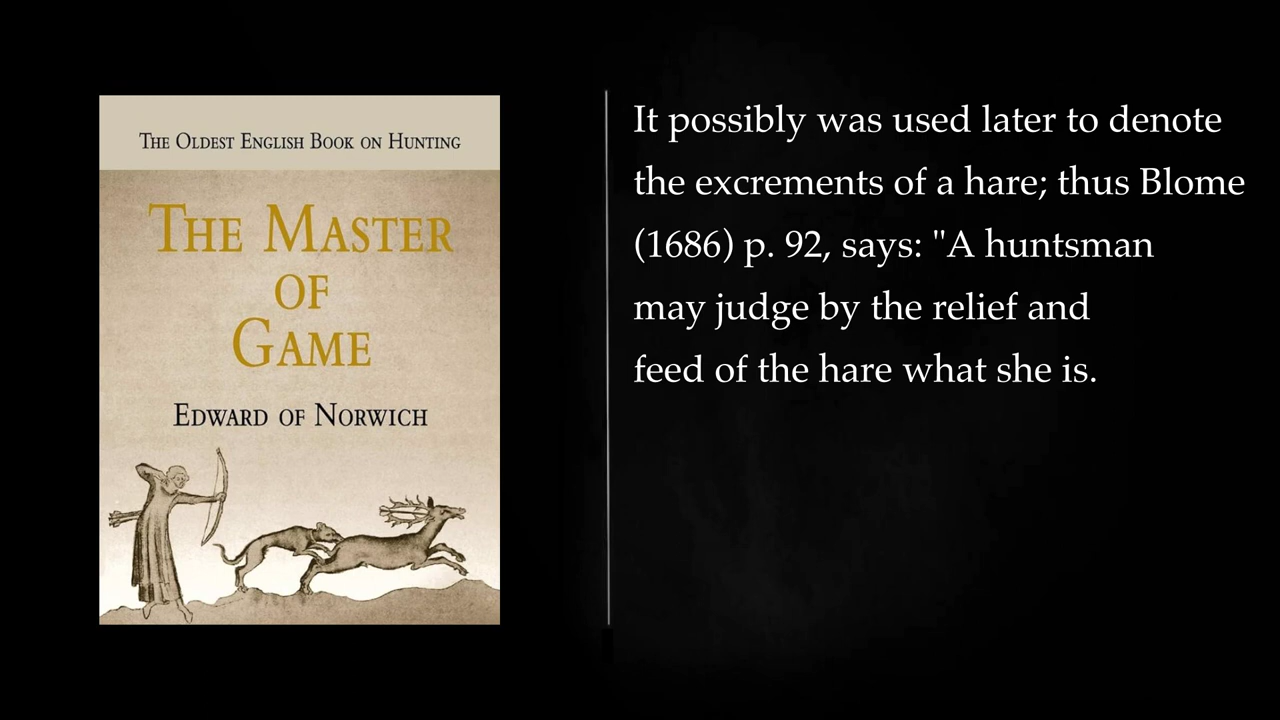 The Oldest English Book on Hunting
The Master
of
Game
Edward of Norwich
It possibly was used later to denote
the excrements of a hare; thus Blome
(1686) p. 92, says: "A huntsman
may judge by the relief and
feed of the hare what she is.